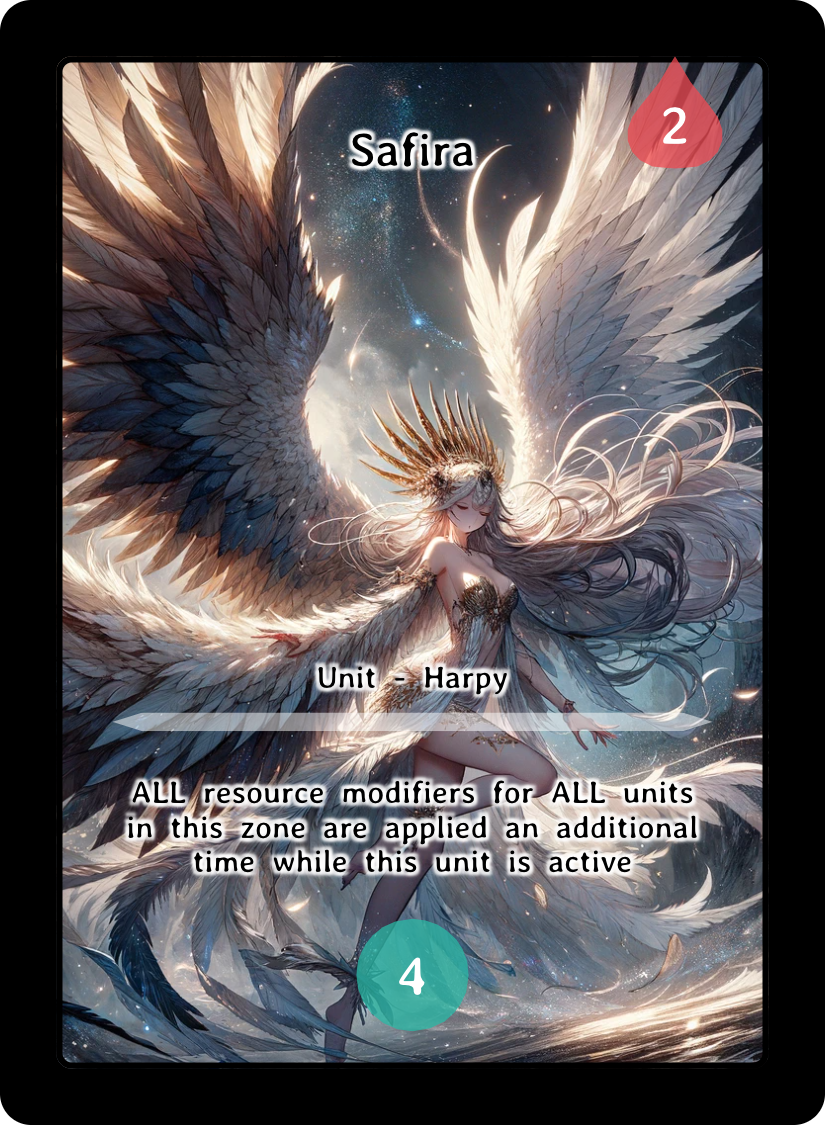 Safira
2
Unit - Harpy
ALL resource modifiers for ALL units
in this zone are applied an additional
time while this unit is active
4